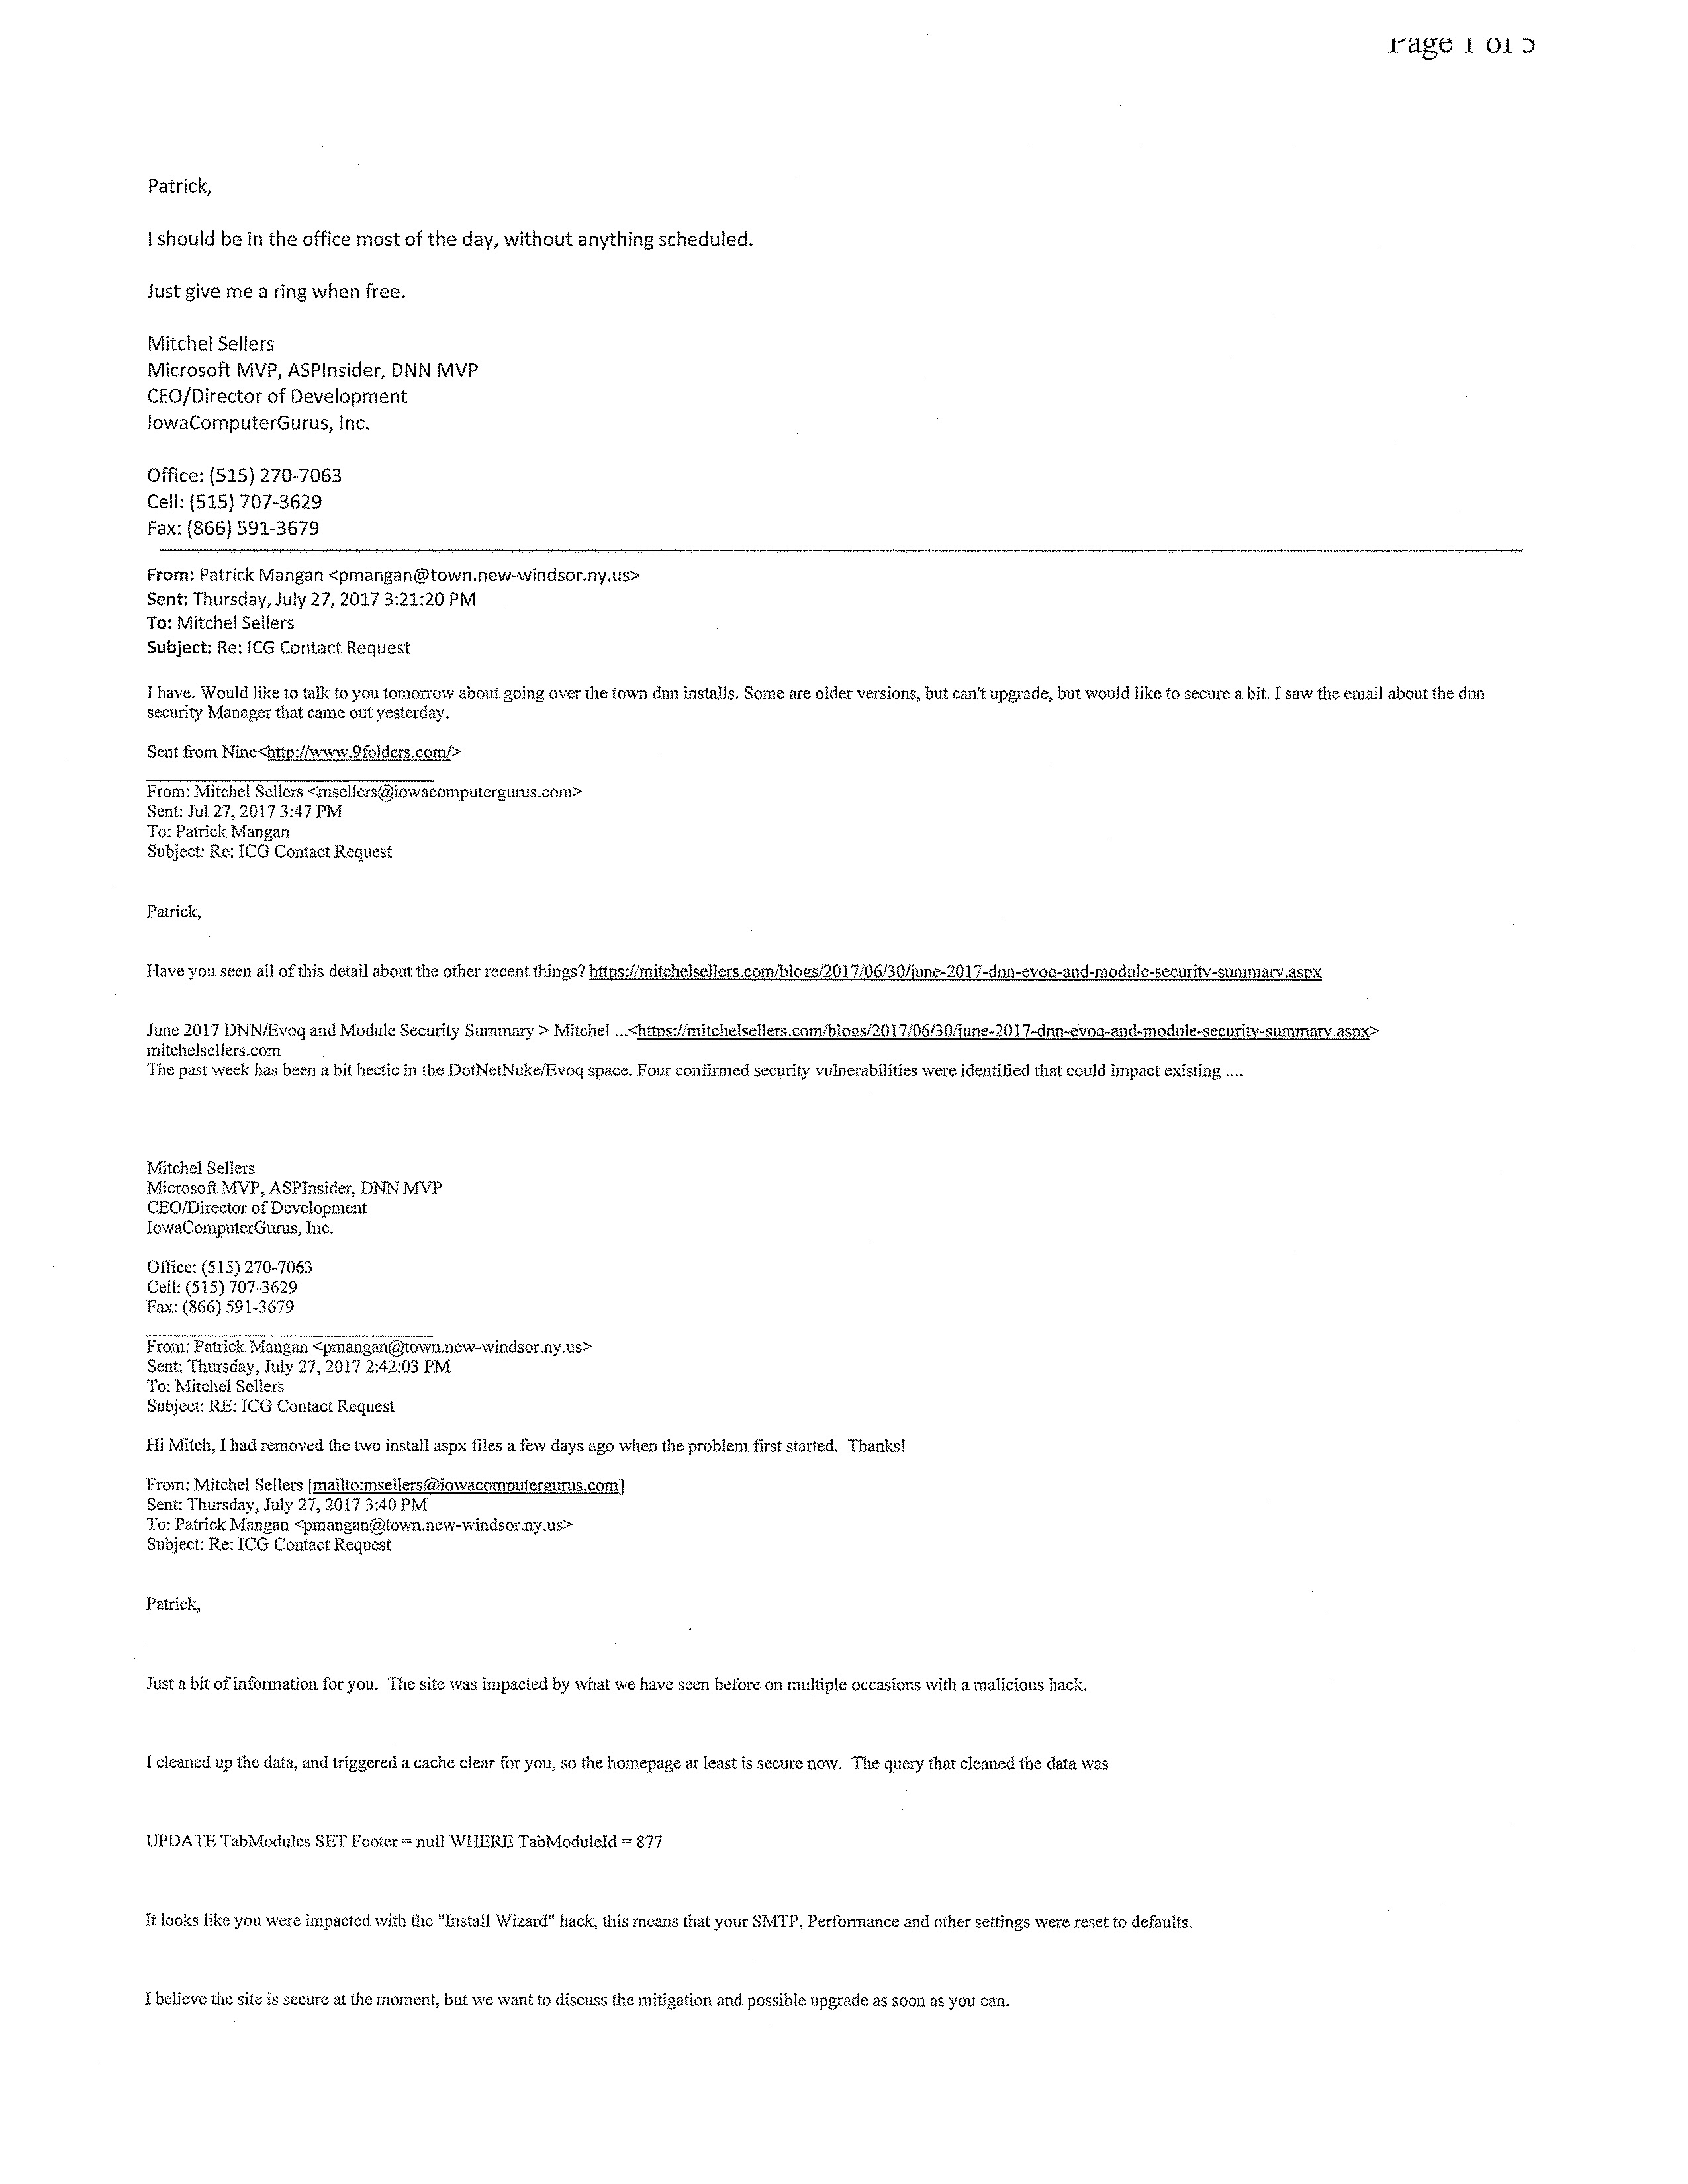 Page 1 of 5
Patrick,
I should be in the office most of the day, without anything scheduled.
Just give me a ring when free.
Mitchel Sellers
Microsoft MVP, ASPInsider, DNN MVP
CEO/Director of Development
IowaComputerGurus, Inc.
Office: (515) 270-7063
Cell: (515) 707-3629
Fax: (866) 591-3679
From: Patrick Mangan <pmangan@town.new-windsor.ny.us>
Sent: Thursday, July 27, 2017 3:21:20 PM
To: Mitchel Sellers
Subject: Re: ICG Contact Request
I have. Would like to talk to you tomorrow about going over the town dnn installs. Some are older versions, but can't upgrade, but would like to secure a bit. I saw the email about the dnn
security Manager that came out yesterday.
Sent from Nine<http://www.9folders.com/>
From: Mitchel Sellers <msellers@iowacomputergurus.com>
Sent: Jul 27, 2017 3:47 PM
To: Patrick Mangan
Subject: Re: ICG Contact Request
Patrick,
Have you seen all of this detail about the other recent things? https://mitchelsellers.com/blogs/2017/06/30/june-2017-dnn-evoq-and-module-security-summary.aspx
June 2017 DNN/Evoq and Module Security Summary > Mitchel ...<https://mitchelsellers.com/blogs/2017/06/30/june-2017-dnn-evoq-and-module-security-summary.aspx>
mitchelsellers.com
The past week has been a bit hectic in the DotNetNuke/Evoq space. Four confirmed security vulnerabilities were identified that could impact existing ....
Mitchel Sellers
Microsoft MVP, ASPInsider, DNN MVP
CEO/Director of Development
IowaComputerGurus, Inc.
Office: (515) 270-7063
Cell: (515) 707-3629
Fax: (866) 591-3679
From: Patrick Mangan <pmangan@town.new-windsor.ny.us>
Sent: Thursday, July 27, 2017 2:42:03 PM
To: Mitchel Sellers
Subject: RE: ICG Contact Request
Hi Mitch, I had removed the two install aspx files a few days ago when the problem first started.  Thanks!
From: Mitchel Sellers [mailto:msellers@iowacomputergurus.com]
Sent: Thursday, July 27, 2017 3:40 PM
To: Patrick Mangan <pmangan@town.new-windsor.ny.us>
Subject: Re: ICG Contact Request
Patrick,
Just a bit of information for you.  The site was impacted by what we have seen before on multiple occasions with a malicious hack.
I cleaned up the data, and triggered a cache clear for you, so the homepage at least is secure now.  The query that cleaned the data was
UPDATE TabModules SET Footer = null WHERE TabModuleId = 877
It looks like you were impacted with the "Install Wizard" hack, this means that your SMTP, Performance and other settings were reset to defaults.
I believe the site is secure at the moment, but we want to discuss the mitigation and possible upgrade as soon as you can.